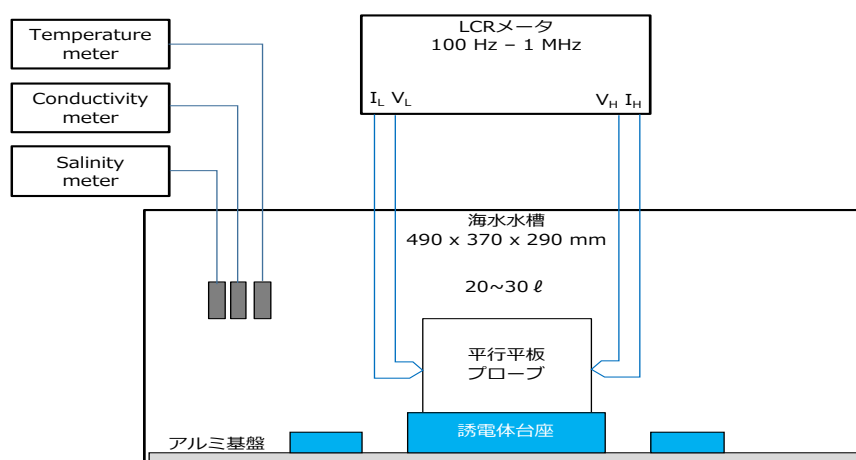 Temperature
meter
Conductivity
meter
Salinity
meter
LCRメータ
100 Hz – 1 MHz
IL VL
VH IH
海水水槽
490 x 370 x 290 mm
20~30 ℓ
平行平板
プローブ
誘電体台座
アルミ基盤